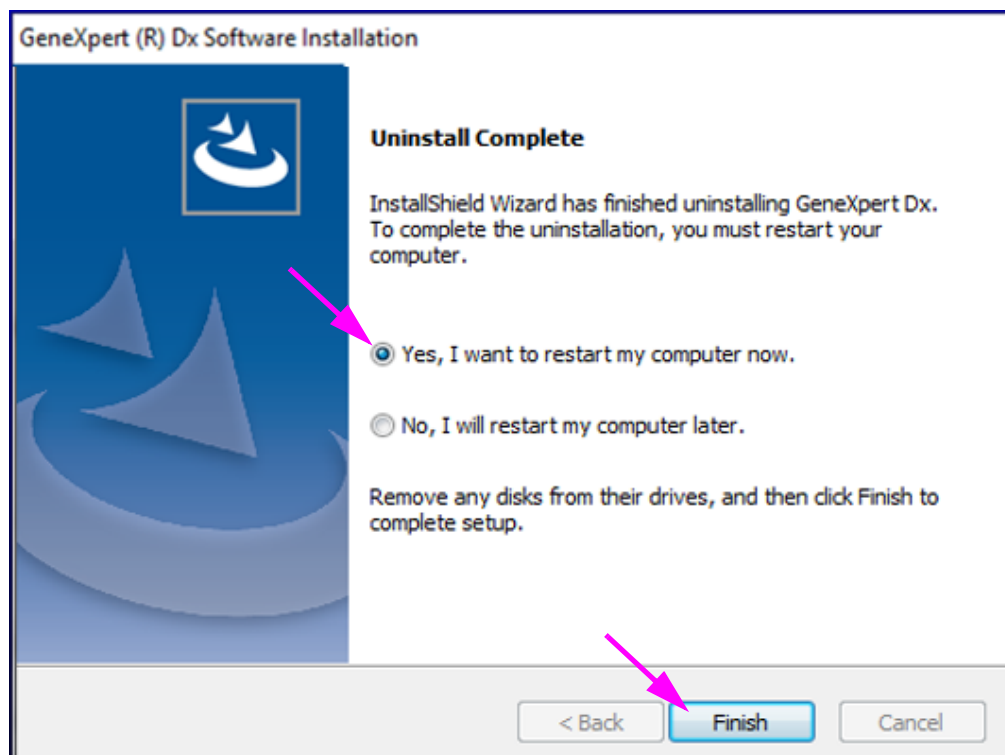 GeneXpert (R) Dx Software Installation
Uninstall Complete
InstallShield Wizard has finished uninstalling GeneXpert Dx.
To complete the uninstallation, you must restart your
computer.
Yes, I want to restart my computer now.
No, I will restart my computer later.
Remove any disks from their drives, and then click Finish to
complete setup.
< Back Finish Cancel